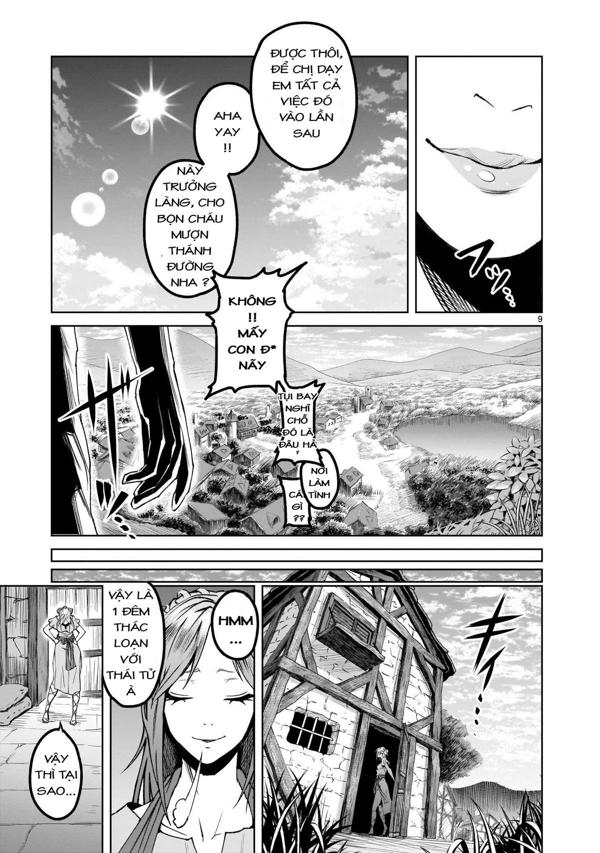 ĐƯỢC THÔI,
ĐỂ CHỊ DẠY
EM TẤT CẢ
VIỆC ĐÓ
VÀO LẦN
SAU
AHA
YAY
!!
NÀY
TRƯỞNG
LÀNG, CHO
BỌN CHÁU
MƯỢN
THÁNH
ĐƯỜNG
NHA ?
9
KHÔNG
!!
MẤY
CON Đ*
NÃY
TỤI BAY
NGHĨ CHỖ
ĐÓ LÀ
ĐÂU HẢ
?
NƠI
LÀM
TÌNH
CÁI
GÌ
??
HMM
...
VẬY LÀ
1 ĐÊM
THÁC
LOẠN
VỚI
THÁI TỬ
À
VẬY
THÌ TẠI
SAO...